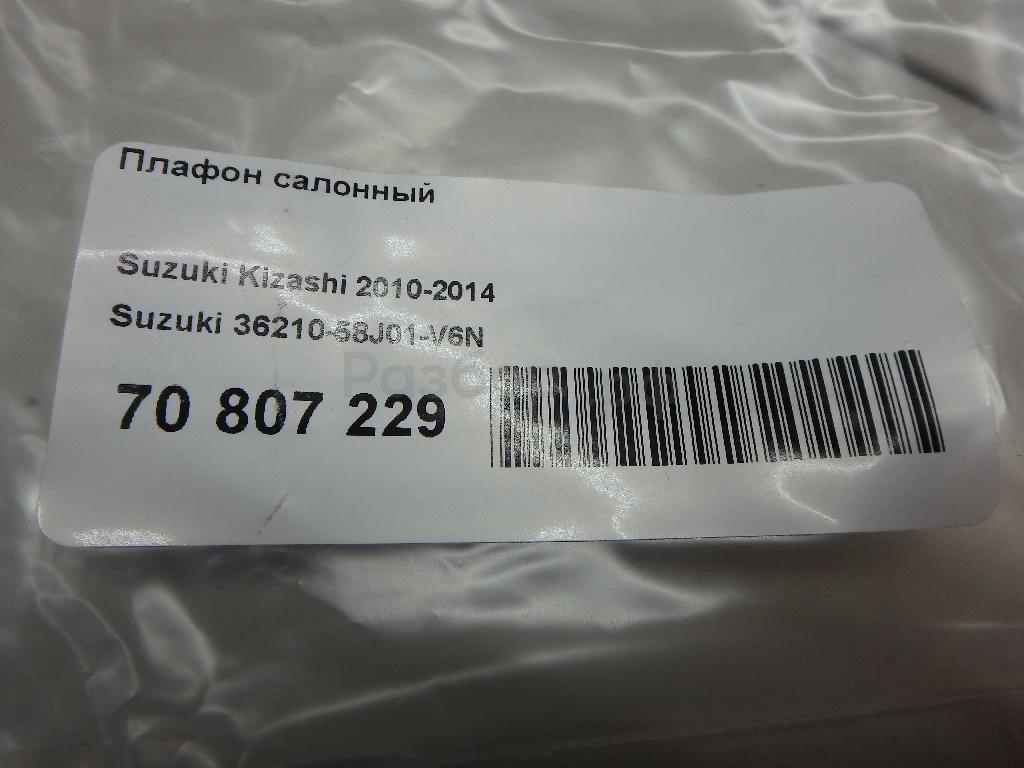 Плафон салонный
Suzuki Kizashi 2010-2014
Suzuki 36210-58J01-V6N
70 807 229